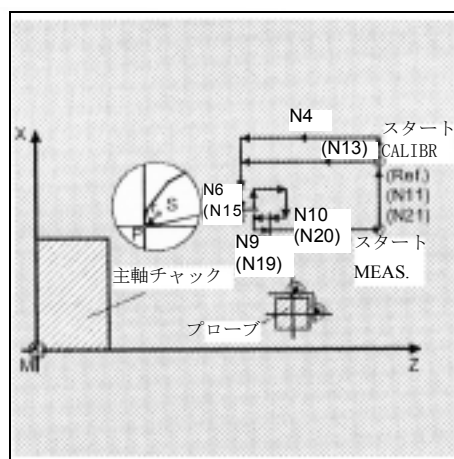 N4
スタート
CALIBR
(N13)
X
(Ref.)
(N11)
(N21)
N6
(N15
S
P
N10
(N20)
スタート
MEAS.
N9
(N19)
主軸チャック
プローブ
M
Z